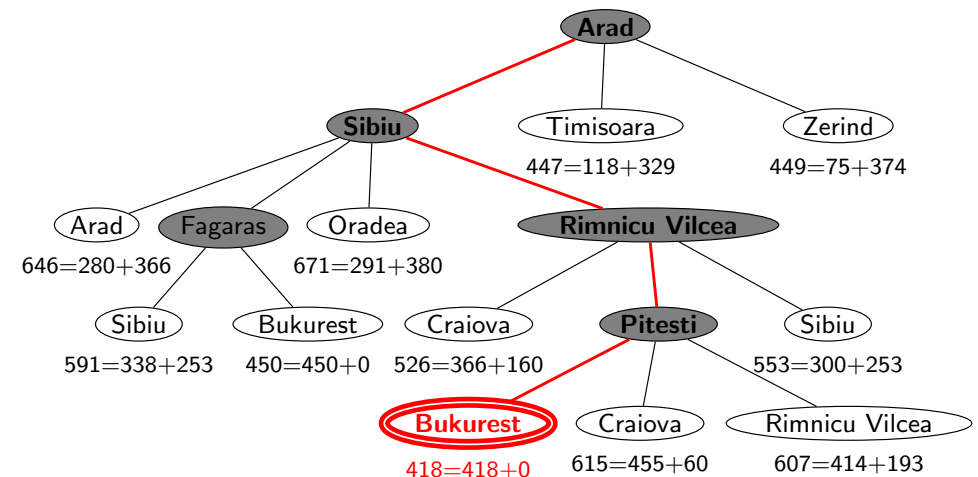 Arad
Sibiu
Timisoara
Zerind
447=118+329
449=75+374
Arad
Fagaras
Oradea
Rimnicu Vilcea
646=280+366
671=291+380
Sibiu
Bukurest
Craiova
Pitesti
Sibiu
591=338+253
450=450+0
526=366+160
553=300+253
Bukurest
Craiova
Rimnicu Vilcea
418=418+0
615=455+60
607=414+193